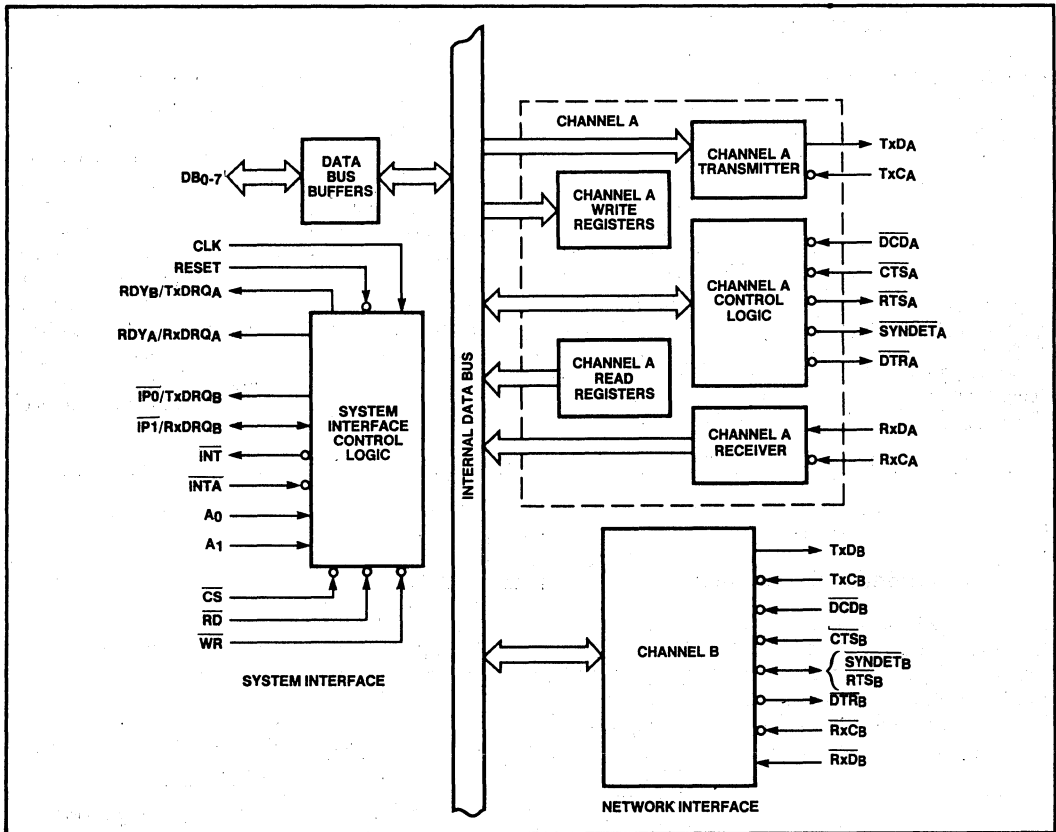 DATA
BUS
BUFFERS
DB0-7
CLK
RESET
RDYB/TxDRQA
RDYA/RxDRQA
IP0/TxDRQB
IP1/RxDRQB
INT
INTA
A0
A1
CS
RD
WR
SYSTEM
INTERFACE
CONTROL
LOGIC
SYSTEM INTERFACE
INTERNAL DATA BUS
CHANNEL A
CHANNEL A
TRANSMITTER
TxDA
TxCA
CHANNEL A
WRITE
REGISTERS
CHANNEL A
CONTROL
LOGIC
DCDA
CTSA
RTSA
SYNDETA
DTRA
CHANNEL A
READ
REGISTERS
CHANNEL A
RECEIVER
RxDA
RxCA
CHANNEL B
TxDB
TxCB
DCDB
CTSB
SYNDETB
RTSB
DTRB
RxCB
RxDB
NETWORK INTERFACE